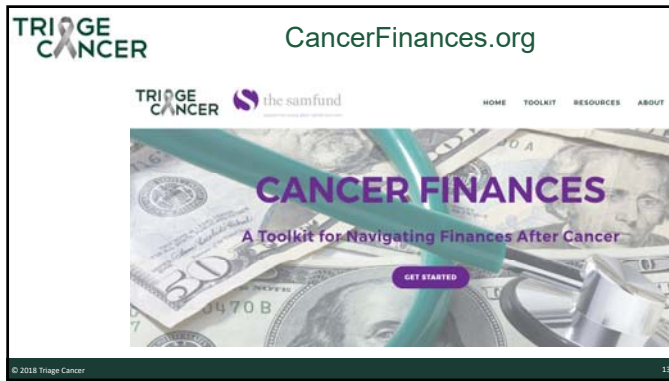 TRIAGE
CANCER
CancerFinances.org
TRIAGE
CANCER
the samfund
HOME TOOLKIT RESOURCES ABOUT
CANCER FINANCES
A Toolkit for Navigating Finances After Cancer
GET STARTED
0470 B
© 2018 Triage Cancer